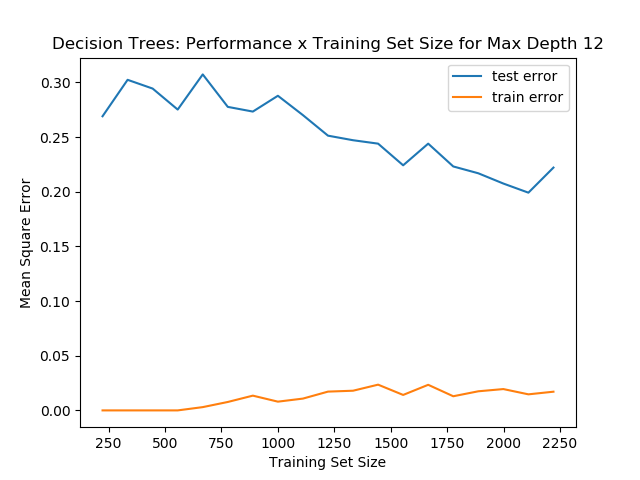 Decision Trees: Performance x Training Set Size for Max Depth 12
test error
train error
0.30
0.25
0.20
0.15
0.10
0.05
0.00
Mean Square Error
250 500 750 1000 1250 1500 1750 2000 2250
Training Set Size